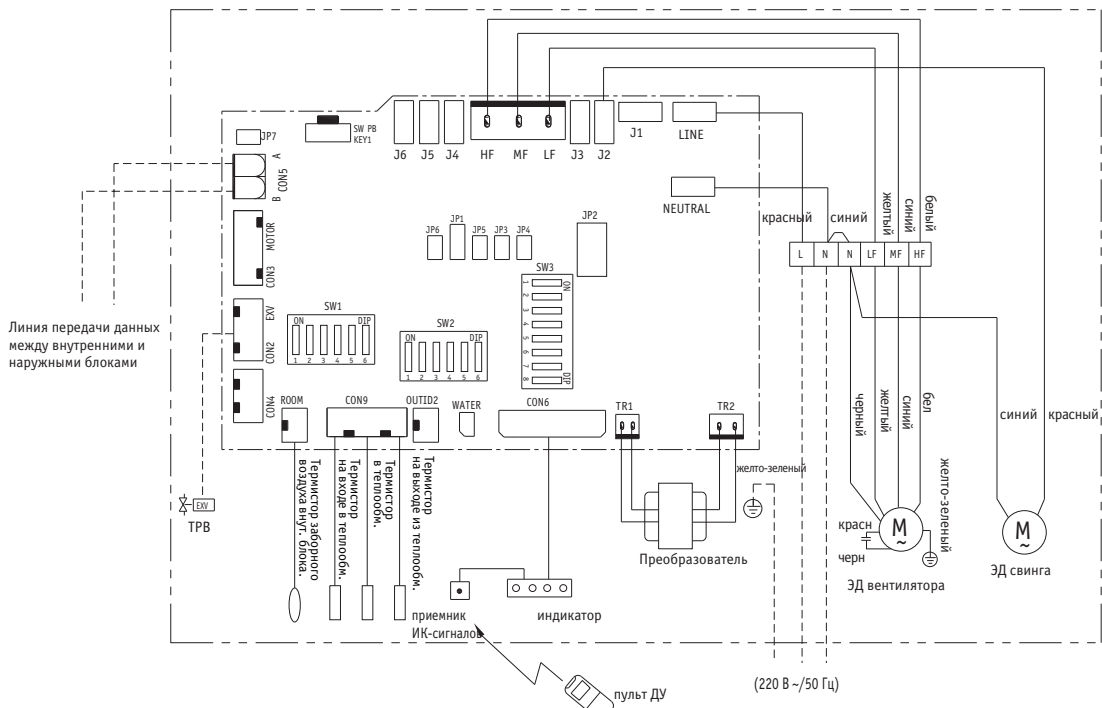 SW PB
KEY1
J6
J5
J4
HF
MF
LF
J3
J2
J1
LINE
JP7
A
B
CON5
NEUTRAL
красный
синий
желтый
синий
белый
L
N
N
LF
MF
HF
MOTOR
CON3
JP6
JP1
JP5
JP3
JP4
JP2
SW3
ON
1
2
3
4
5
6
7
8
DIP
Линия передачи данных
между внутренними и
наружными блоками
EXV
CON2
SW1
ON
DIP
1
2
3
4
5
6
SW2
ON
DIP
1
2
3
4
5
6
CON4
ROOM
CON9
OUTID2
WATER
CON6
TR1
TR2
черный
желтый
синий
бел
желто-зеленый
синий
красный
EXV
ТРВ
Термистор заборного
воздуха внут. блока.
Термистор
на входе в теплообм.
Термистор
в теплообм.
Термистор
на выходе из теплообм.
желто-зеленый
Преобразователь
красн
черн
M
~
ЭД вентилятора
M
~
ЭД свинга
приемник
ИК-сигналов
индикатор
пульт ДУ
(220 В ~/50 Гц)